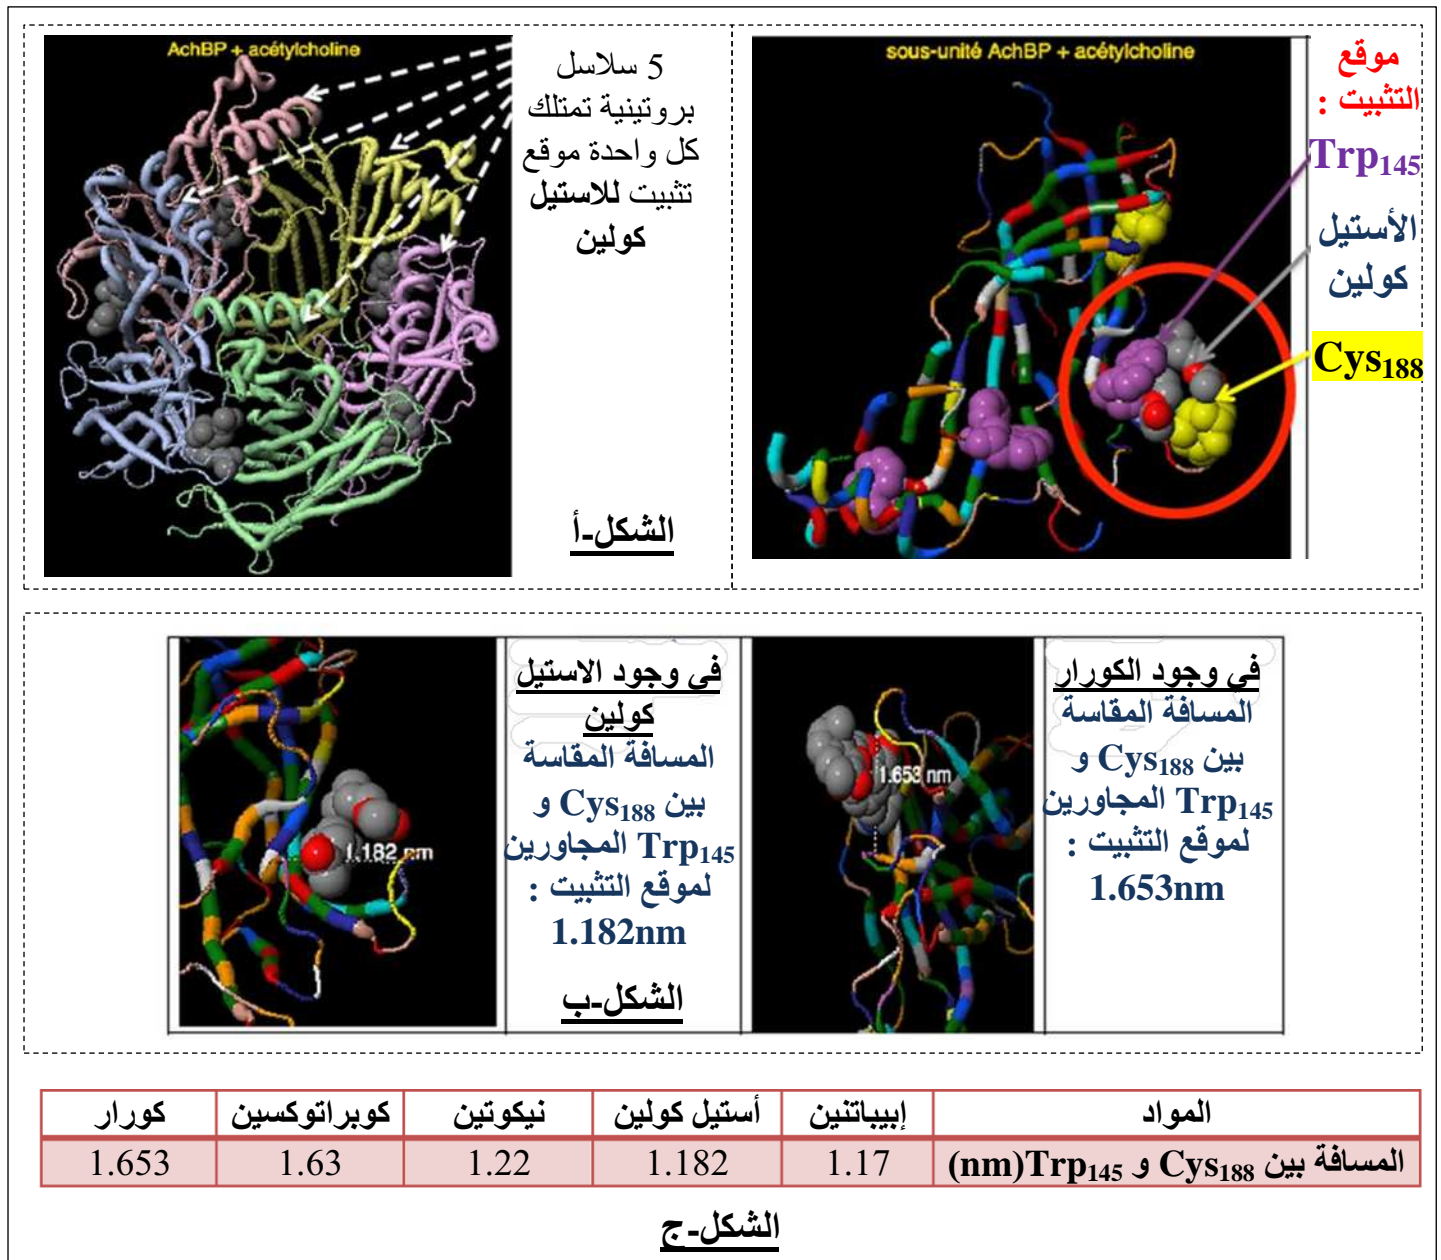 AchBP + acétylcholine
5 سلاسل
بروتينية تمتلك
كل واحدة موقع
تثبيت للاستيل
كولين
الشكل-أ
sous-unité AchBP + acétylcholine
موقع
التثبيت :
Trp145
الأستيل
كولين
Cys188
1.182 nm
في وجود الاستيل
كولين
المسافة المقاسة
بين Cys188 و
Trp145 المجاورين
لموقع التثبيت :
1.182nm
الشكل-ب
1.653 nm
في وجود الكورار
المسافة المقاسة
بين Cys188 و
Trp145 المجاورين
لموقع التثبيت :
1.653nm
المواد إيبباتنين أستيل كولين نيكوتين كوبراتوكسين كورار
المسافة بين Cys188 و Trp145(nm) 1.17 1.182 1.22 1.63 1.653
الشكل-ج